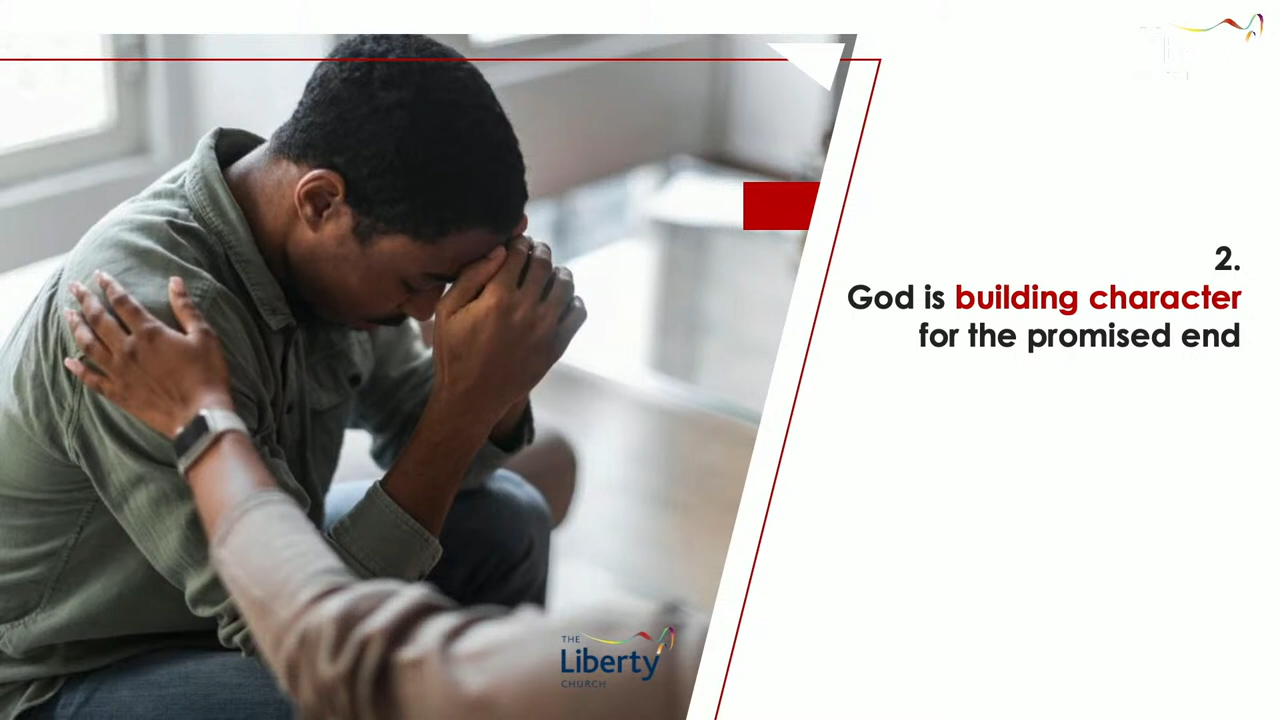 2.
God is building character
for the promised end
THE
Liberty
CHURCH